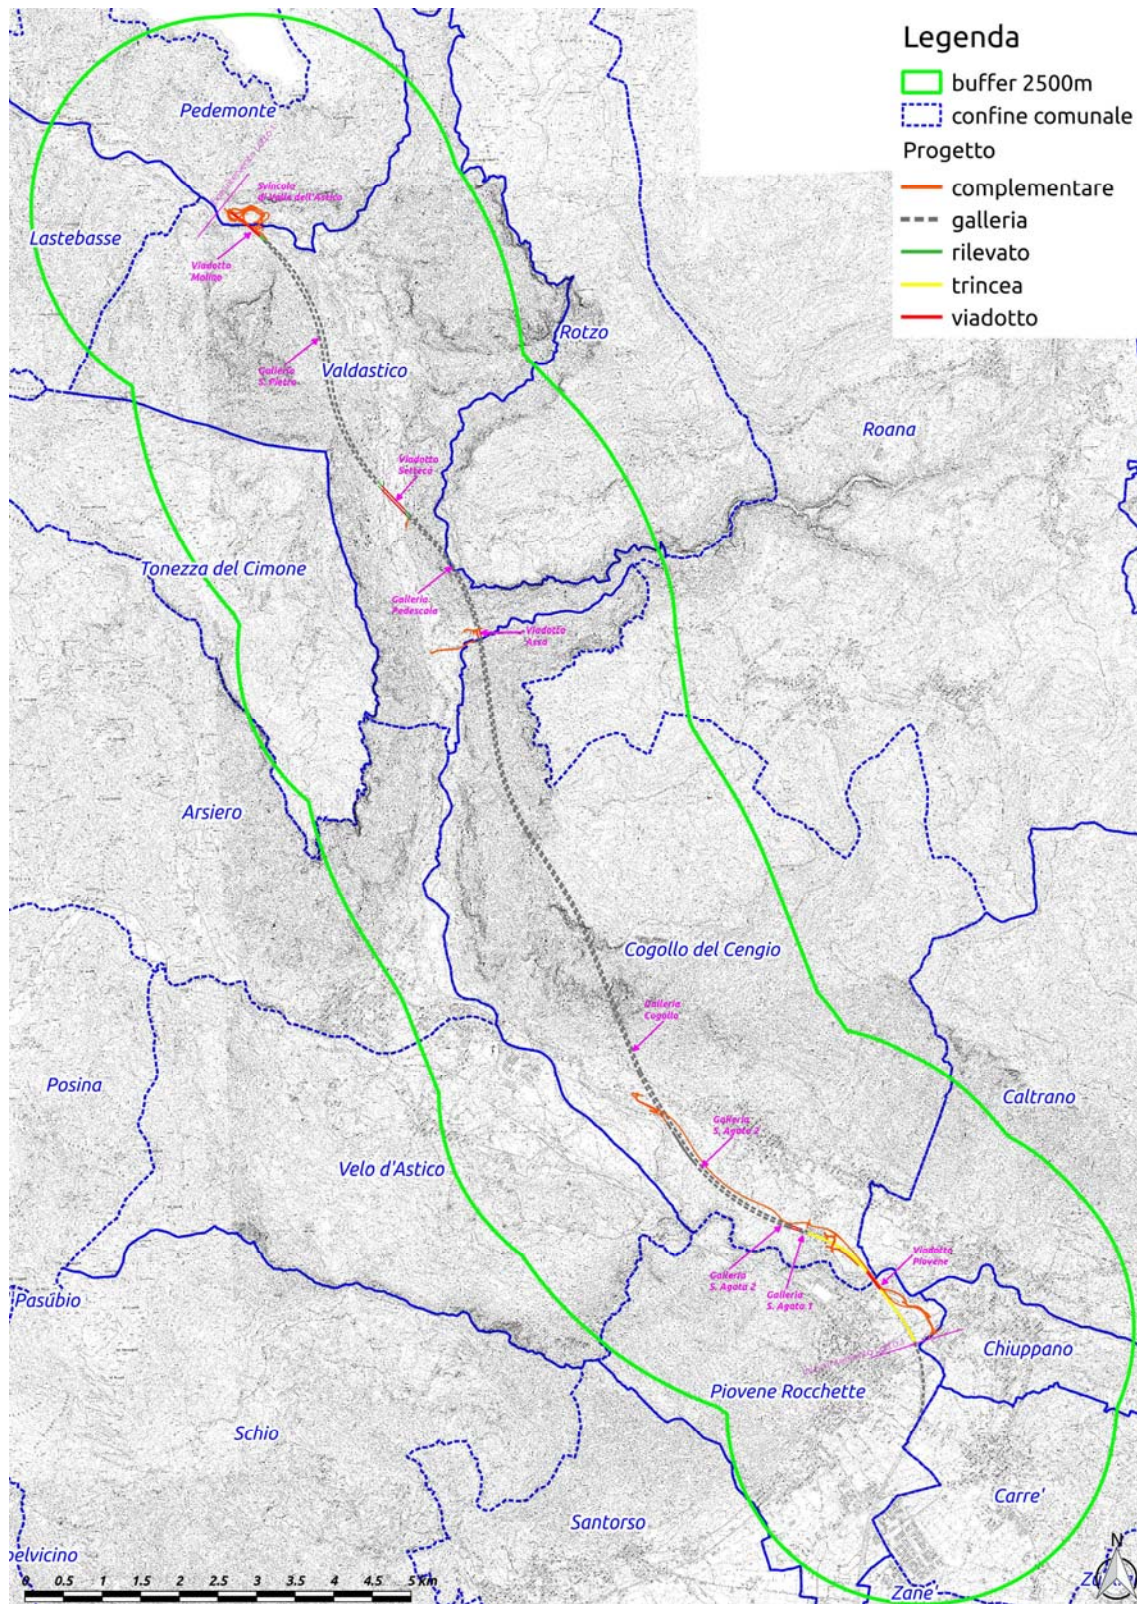 Legenda
buffer 2500m
confine comunale
Progetto
complementare
galleria
rilevato
trincea
viadotto
Pedemonte
Svincolo
di Valle dell'Astico
Lastebasse
Viadotto
Molino
Rotzo
Galleria
S. Pietro
Valdastico
Roana
Viadotto
Settecà
Tonezza del Cimone
Galleria
Pedescala
Viadotto
Assa
Arsiero
Cogollo del Cengio
Galleria
Cogollo
Posina
Caltrano
Galleria
S. Agata 2
Velo d'Astico
Viadotto
Piovene
Galleria
S. Agata 2
Galleria
S. Agata 1
Pasubio
Chiuppano
Piovene Rocchette
Schio
Carre'
Santorso
elvicino
N
Zane'
0 0.5 1 1.5 2 2.5 3 3.5 4 4.5 5 Km